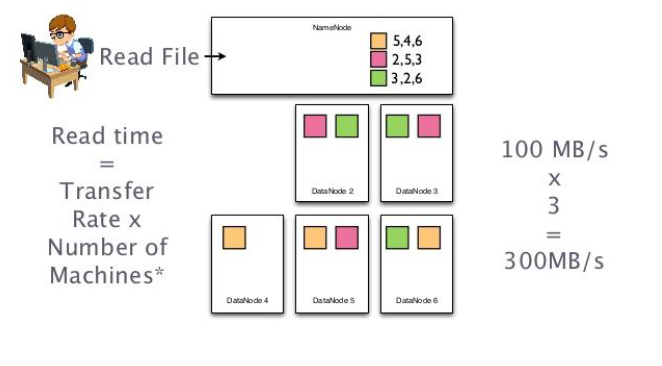 NameNode
5,4,6
2,5,3
3,2,6
Read File
Read time
=
Transfer
Rate x
Number of
Machines*
DataNode 2
DataNode 3
DataNode 4
DataNode 5
DataNode 6
100 MB/s
x
3
=
300MB/s